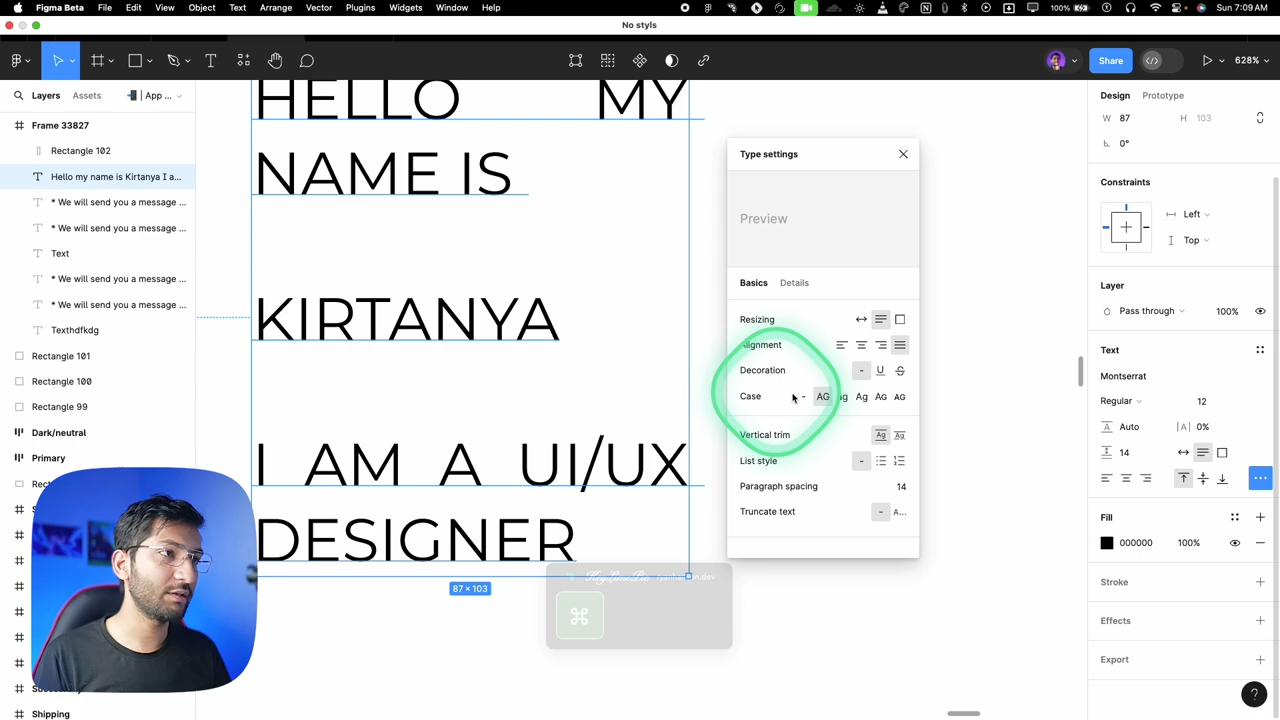 Figma Beta File Edit View Object Text Arrange Vector Plugins Widgets Window Help 100% Sun 7:09 AM
No styls
Share 628%
Layers Assets | App ...
Frame 33827
Rectangle 102
Hello my name is Kirtanya I a...
* We will send you a message ...
* We will send you a message ...
Text
* We will send you a message ...
* We will send you a message ...
Texthdfkdg
Rectangle 101
Rectangle 100
Rectangle 99
Dark/neutral
Primary
Shipping
HELLO MY
NAME IS
KIRTANYA
I AM A UI/UX
DESIGNER
87 × 103
⌘
Type settings
Preview
Basics Details
Resizing
Alignment
Decoration - U S
Case - AG ag Ag AG AG
Vertical trim Ag Ag
List style -
Paragraph spacing 14
Truncate text - A...
Design Prototype
W 87 H 103
0°
Constraints
Left
Top
Layer
Pass through 100%
Text
Montserrat
Regular 12
Auto |A| 0%
14
Fill
000000 100%
Stroke
Effects
Export
?